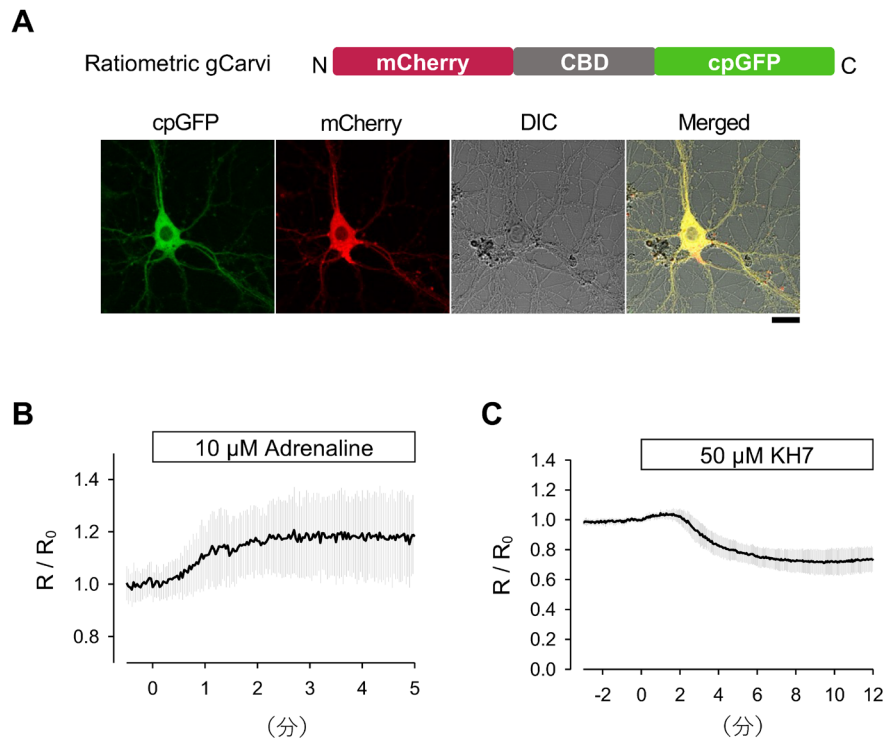 A
Ratiometric gCarvi N mCherry CBD cpGFP C
cpGFP mCherry DIC Merged
B
10 µM Adrenaline
1.4
1.2
1.0
0.8
R / R0
0 1 2 3 4 5
（分）
C
50 µM KH7
1.4
1.2
1.0
0.8
0.6
0.4
0.2
0.0
R / R0
-2 0 2 4 6 8 10 12
（分）